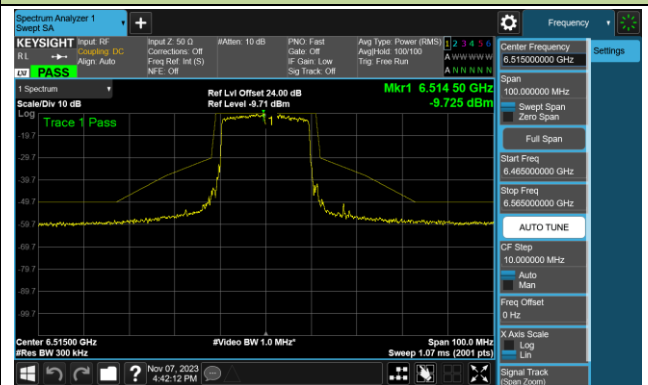 Spectrum Analyzer 1
Swept SA
Frequency
KEYSIGHT
RL
LXI
PASS
Input: RF
Coupling: DC
Align: Auto
Input Z: 50 Ω
Corrections: Off
Freq Ref: Int (S)
NFE: Off
#Atten: 10 dB
PNO: Fast
Gate: Off
IF Gain: Low
Sig Track: Off
Avg Type: Power (RMS)
Avg|Hold: 100/100
Trig: Free Run
1 2 3 4 5 6
A W W W W W
A N N N N N
1 Spectrum
Scale/Div 10 dB
Ref Lvl Offset 24.00 dB
Ref Level -9.71 dBm
Mkr1 6.514 50 GHz
-9.725 dBm
Log
Trace 1 Pass
1
-19.7
-29.7
-39.7
-49.7
-59.7
-69.7
-79.7
-89.7
-99.7
Center 6.51500 GHz
#Res BW 300 kHz
#Video BW 1.0 MHz*
Span 100.0 MHz
Sweep 1.07 ms (2001 pts)
Nov 07, 2023
4:42:12 PM
Center Frequency
6.515000000 GHz
Settings
Span
100.000000 MHz
Swept Span
Zero Span
Full Span
Start Freq
6.465000000 GHz
Stop Freq
6.565000000 GHz
AUTO TUNE
CF Step
10.000000 MHz
Auto
Man
Freq Offset
0 Hz
X Axis Scale
Log
Lin
Signal Track
(Span Zoom)